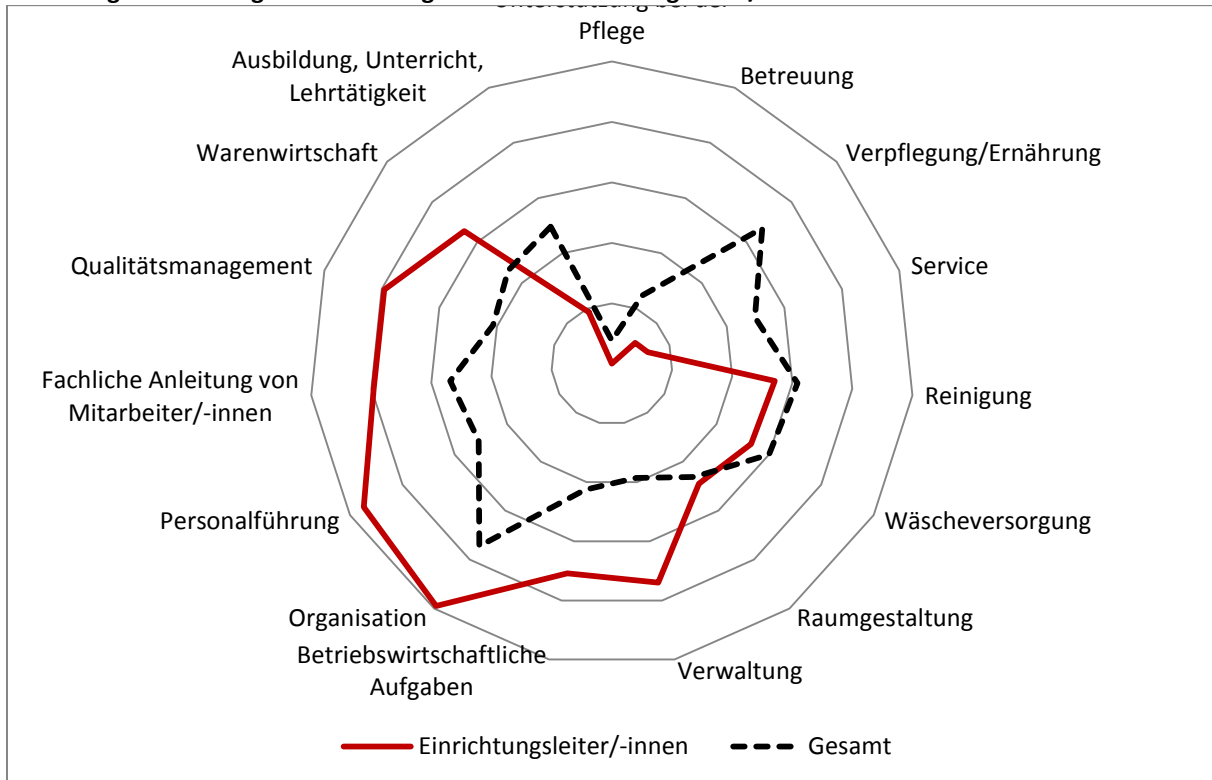 Pflege
Ausbildung, Unterricht,
Lehrtätigkeit
Betreuung
Warenwirtschaft
Verpflegung/Ernährung
Qualitätsmanagement
Service
Fachliche Anleitung von
Mitarbeiter/-innen
Reinigung
Personalführung
Wäscheversorgung
Organisation
Raumgestaltung
Betriebswirtschaftliche
Aufgaben
Verwaltung
Einrichtungsleiter/-innen
Gesamt